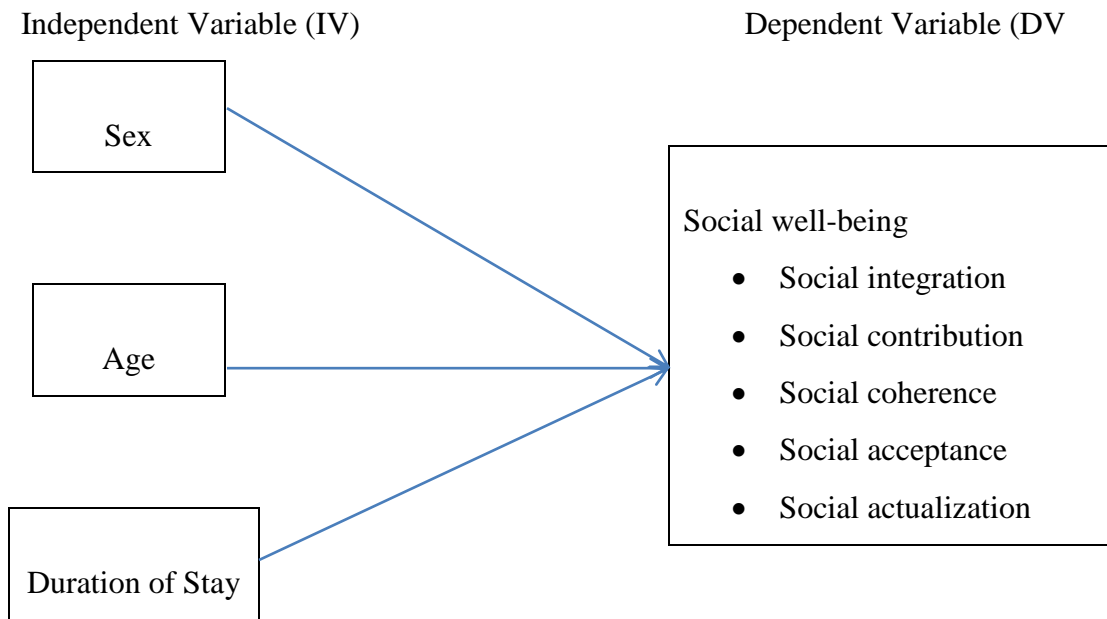 Independent Variable (IV)
Dependent Variable (DV
Sex
Age
Duration of Stay
Social well-being
• Social integration
• Social contribution
• Social coherence
• Social acceptance
• Social actualization